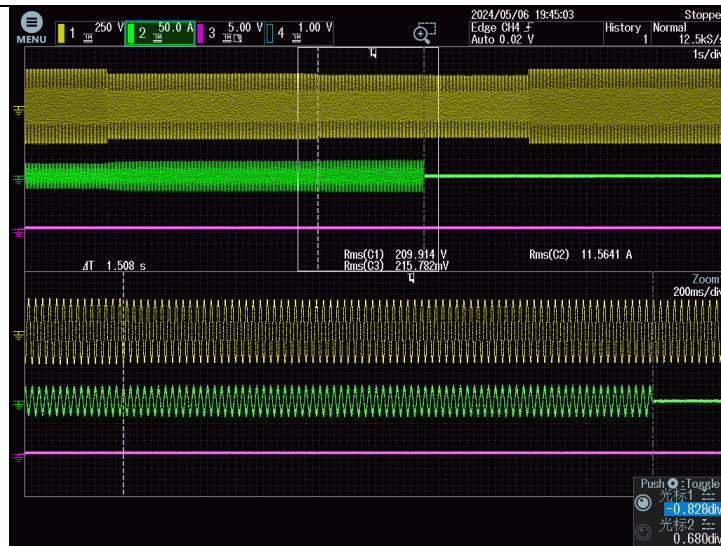 2024/05/06 19:45:03 Stoppe
MENU 1 250 V 2 50.0 A 3 5.00 V 4 1.00 V Edge CH4 History Normal
Auto 0.02 V 1 12.5kS/s
1s/div
Rms(C1) 209.914 V Rms(C2) 11.5641 A
ΔT 1.508 s Rms(C3) 215.782mV
Zoom1
200ms/div
Push :Toggle
光标1
-0.828div
光标2
0.680div